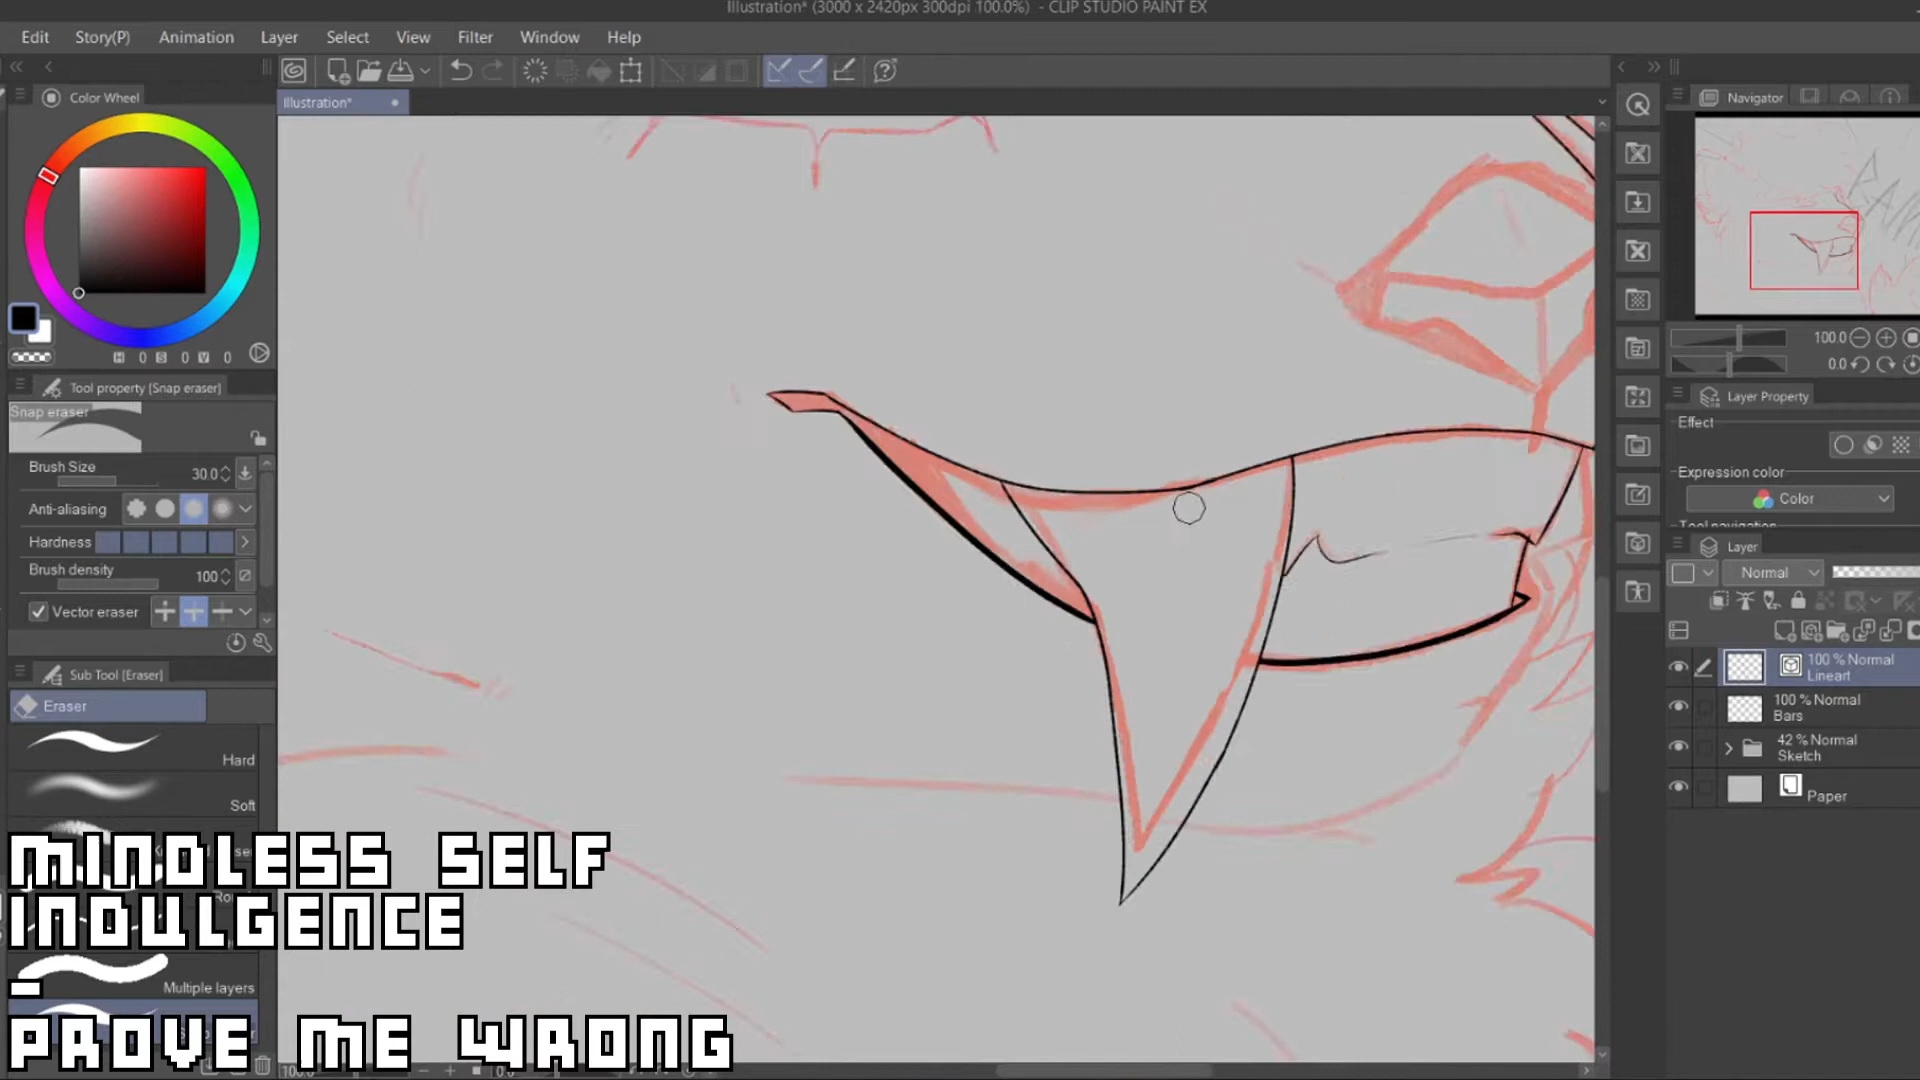 Illustration* (3000 x 2420px 300dpi 100.0%) - CLIP STUDIO PAINT EX
Edit Story(P) Animation Layer Select View Filter Window Help
Color Wheel
Illustration*
Navigator
H 0 S 0 V 0
100.0
0.0
Tool property [Snap eraser]
Snap eraser
Layer Property
Effect
Brush Size 30.0
Expression color
Anti-aliasing
Color
Hardness
Layer
Brush density 100
Normal
Vector eraser
Sub Tool [Eraser]
100 % Normal
Lineart
Eraser
100 % Normal
Bars
Hard
42 % Normal
Sketch
Soft
Paper
MINDLESS SELF
INDULGENCE
-
Multiple layers
PROVE ME WRONG